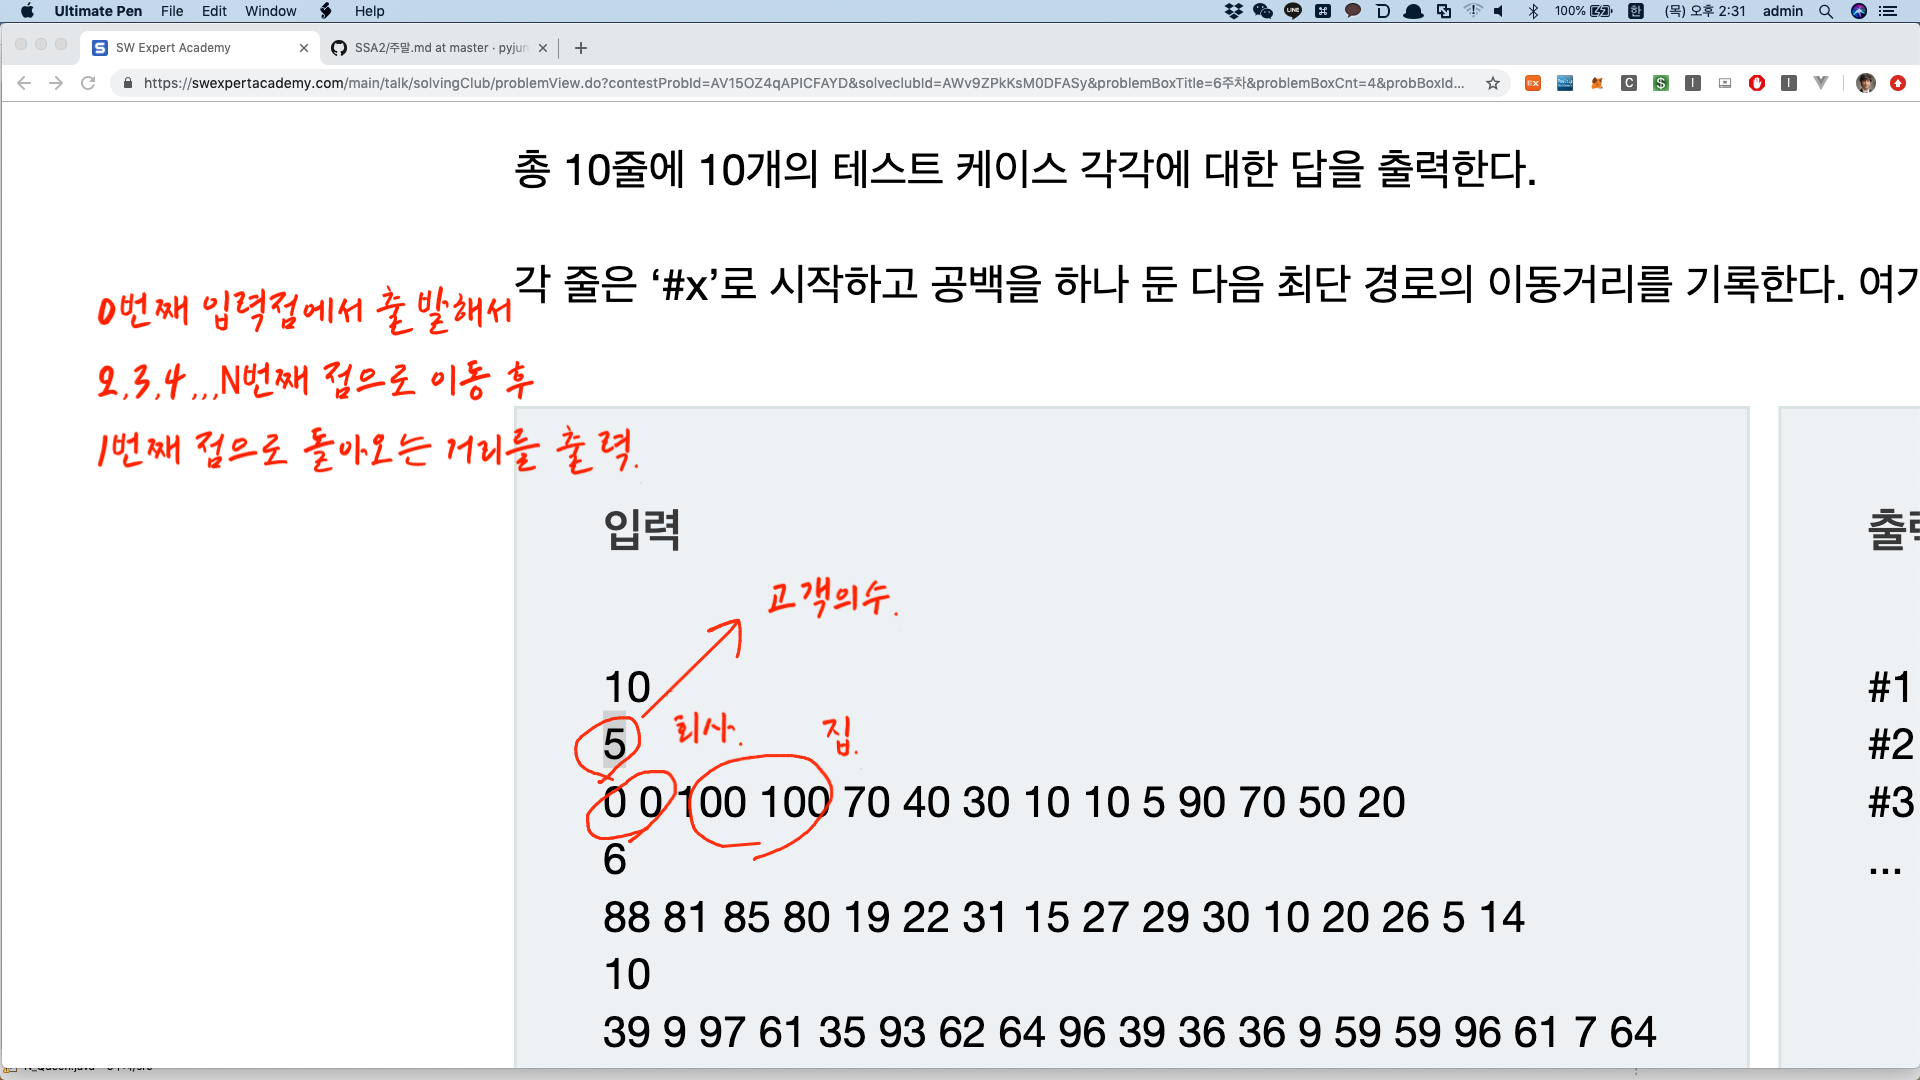 Ultimate Pen File Edit Window Help 100% 한 (목) 오후 2:31 admin
SW Expert Academy
SSA2/주말.md at master · pyjun
https://swexpertacademy.com/main/talk/solvingClub/problemView.do?contestProbId=AV15OZ4qAPICFAYD&solveclubId=AWv9ZPkKsM0DFASy&problemBoxTitle=6주차&problemBoxCnt=4&probBoxId...
총 10줄에 10개의 테스트 케이스 각각에 대한 답을 출력한다.
각 줄은 ‘#x’로 시작하고 공백을 하나 둔 다음 최단 경로의 이동거리를 기록한다. 여기
0번째 입력점에서 출발해서
2,3,4,,,N번째 점으로 이동 후
1번째 점으로 돌아오는 거리를 출력.
입력
출력
고객의수.
10
#1
5
회사.
집.
#2
0 0 100 100 70 40 30 10 10 5 90 70 50 20
#3
6
...
88 81 85 80 19 22 31 15 27 29 30 10 20 26 5 14
10
39 9 97 61 35 93 62 64 96 39 36 36 9 59 59 96 61 7 64